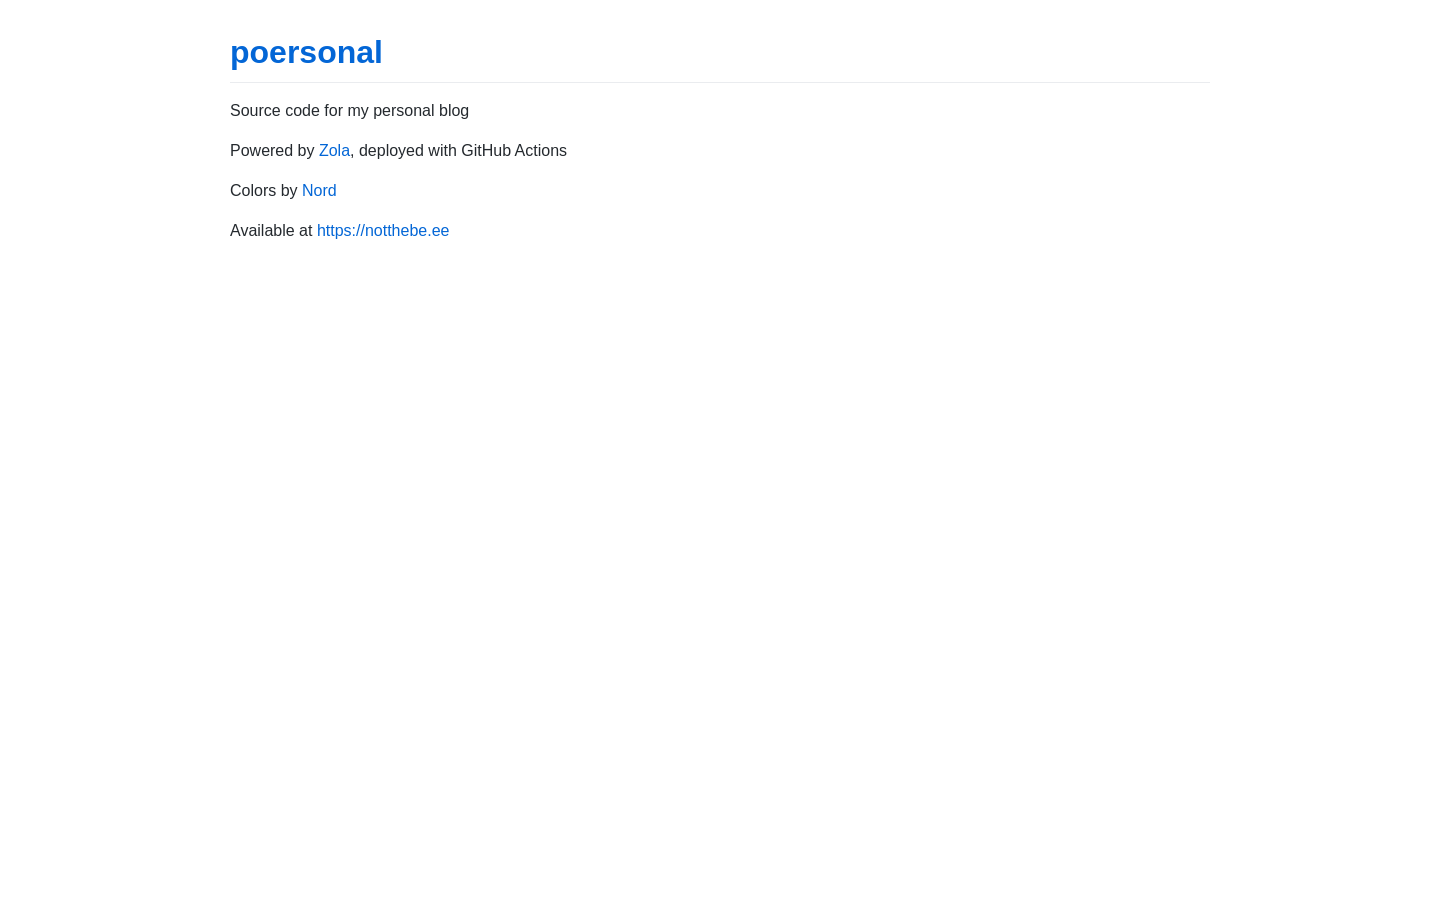 poersonal
Source code for my personal blog
Powered by Zola, deployed with GitHub Actions
Colors by Nord
Available at https://notthebe.ee